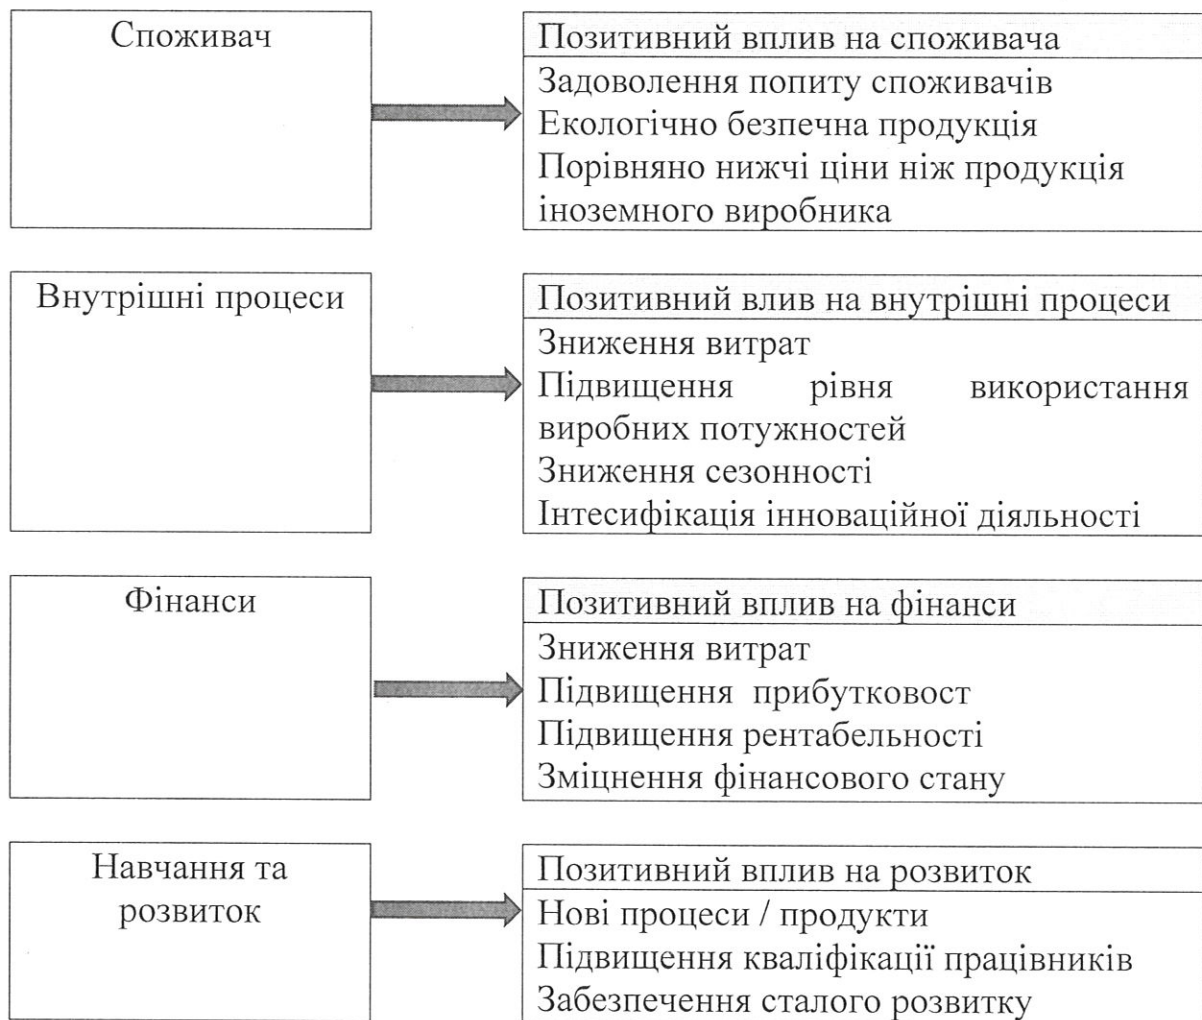 Споживач
Позитивний вплив на споживача
Задоволення попиту споживачів
Екологічно безпечна продукція
Порівняно нижчі ціни ніж продукція
іноземного виробника
Внутрішні процеси
Позитивний влив на внутрішні процеси
Зниження витрат
Підвищення рівня використання
виробних потужностей
Зниження сезонності
Інтесифікація інноваційної діяльності
Фінанси
Позитивний вплив на фінанси
Зниження витрат
Підвищення прибутковост
Підвищення рентабельності
Зміцнення фінансового стану
Навчання та
розвиток
Позитивний вплив на розвиток
Нові процеси / продукти
Підвищення кваліфікації працівників
Забезпечення сталого розвитку